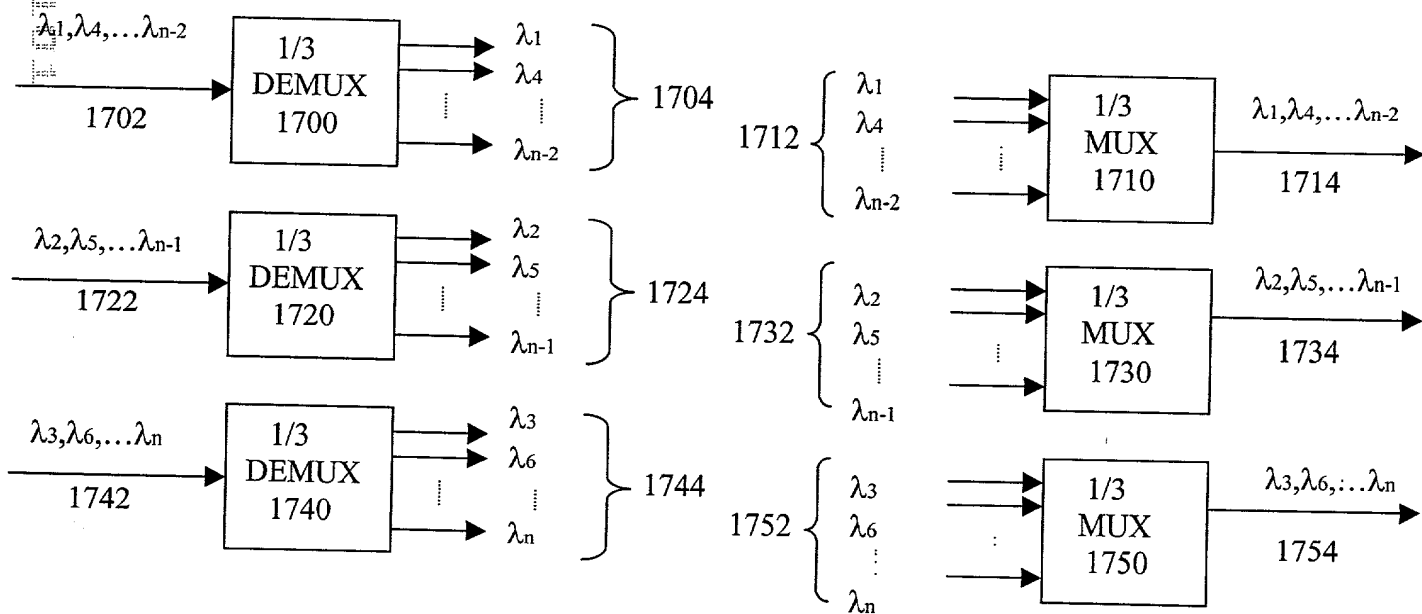 λ1,λ4,…λn-2
1702
1/3
DEMUX
1700
λ1
λ4
λn-2
1704
1712
λ1
λ4
λn-2
1/3
MUX
1710
λ1,λ4,…λn-2
1714
λ2,λ5,…λn-1
1722
1/3
DEMUX
1720
λ2
λ5
λn-1
1724
1732
λ2
λ5
λn-1
1/3
MUX
1730
λ2,λ5,…λn-1
1734
λ3,λ6,…λn
1742
1/3
DEMUX
1740
λ3
λ6
λn
1744
1752
λ3
λ6
λn
1/3
MUX
1750
λ3,λ6,:..λn
1754